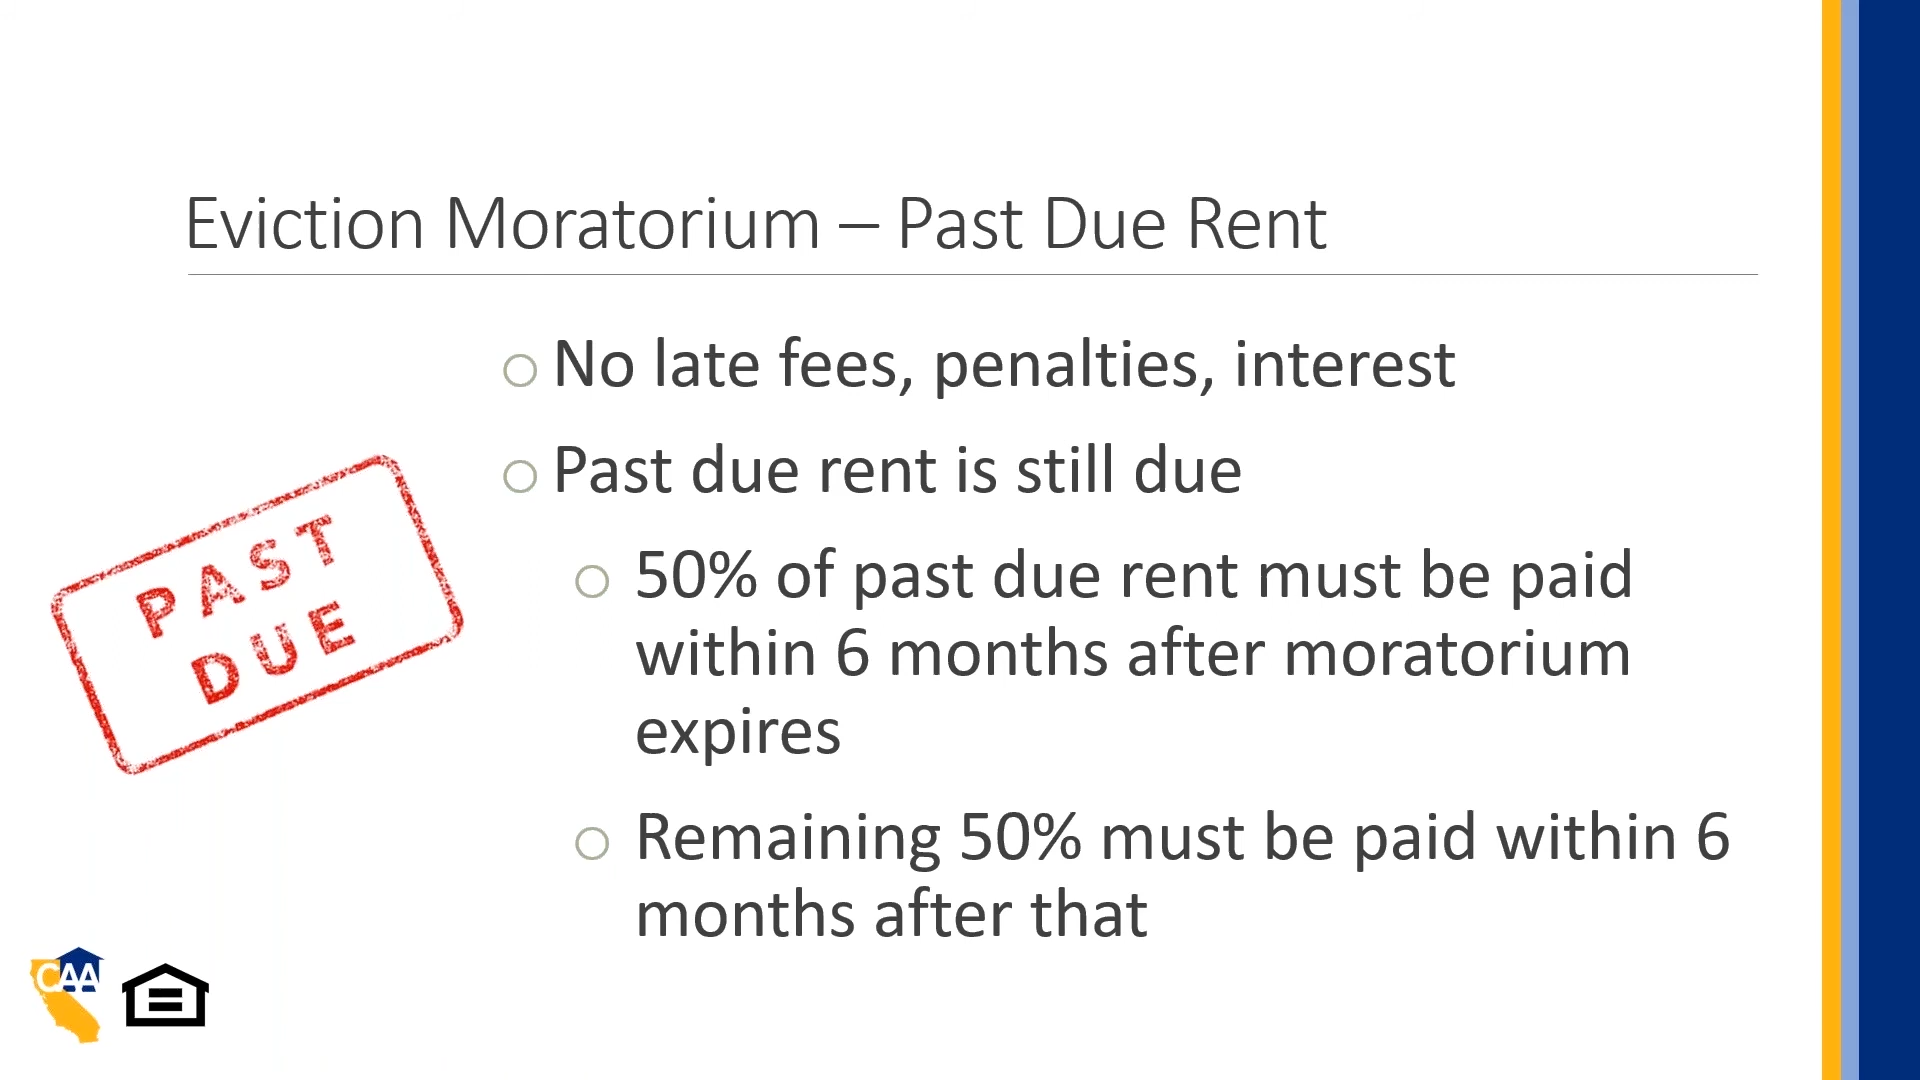 Eviction Moratorium – Past Due Rent
No late fees, penalties, interest
Past due rent is still due
50% of past due rent must be paid
within 6 months after moratorium
expires
Remaining 50% must be paid within 6
months after that
PAST
DUE
CAA